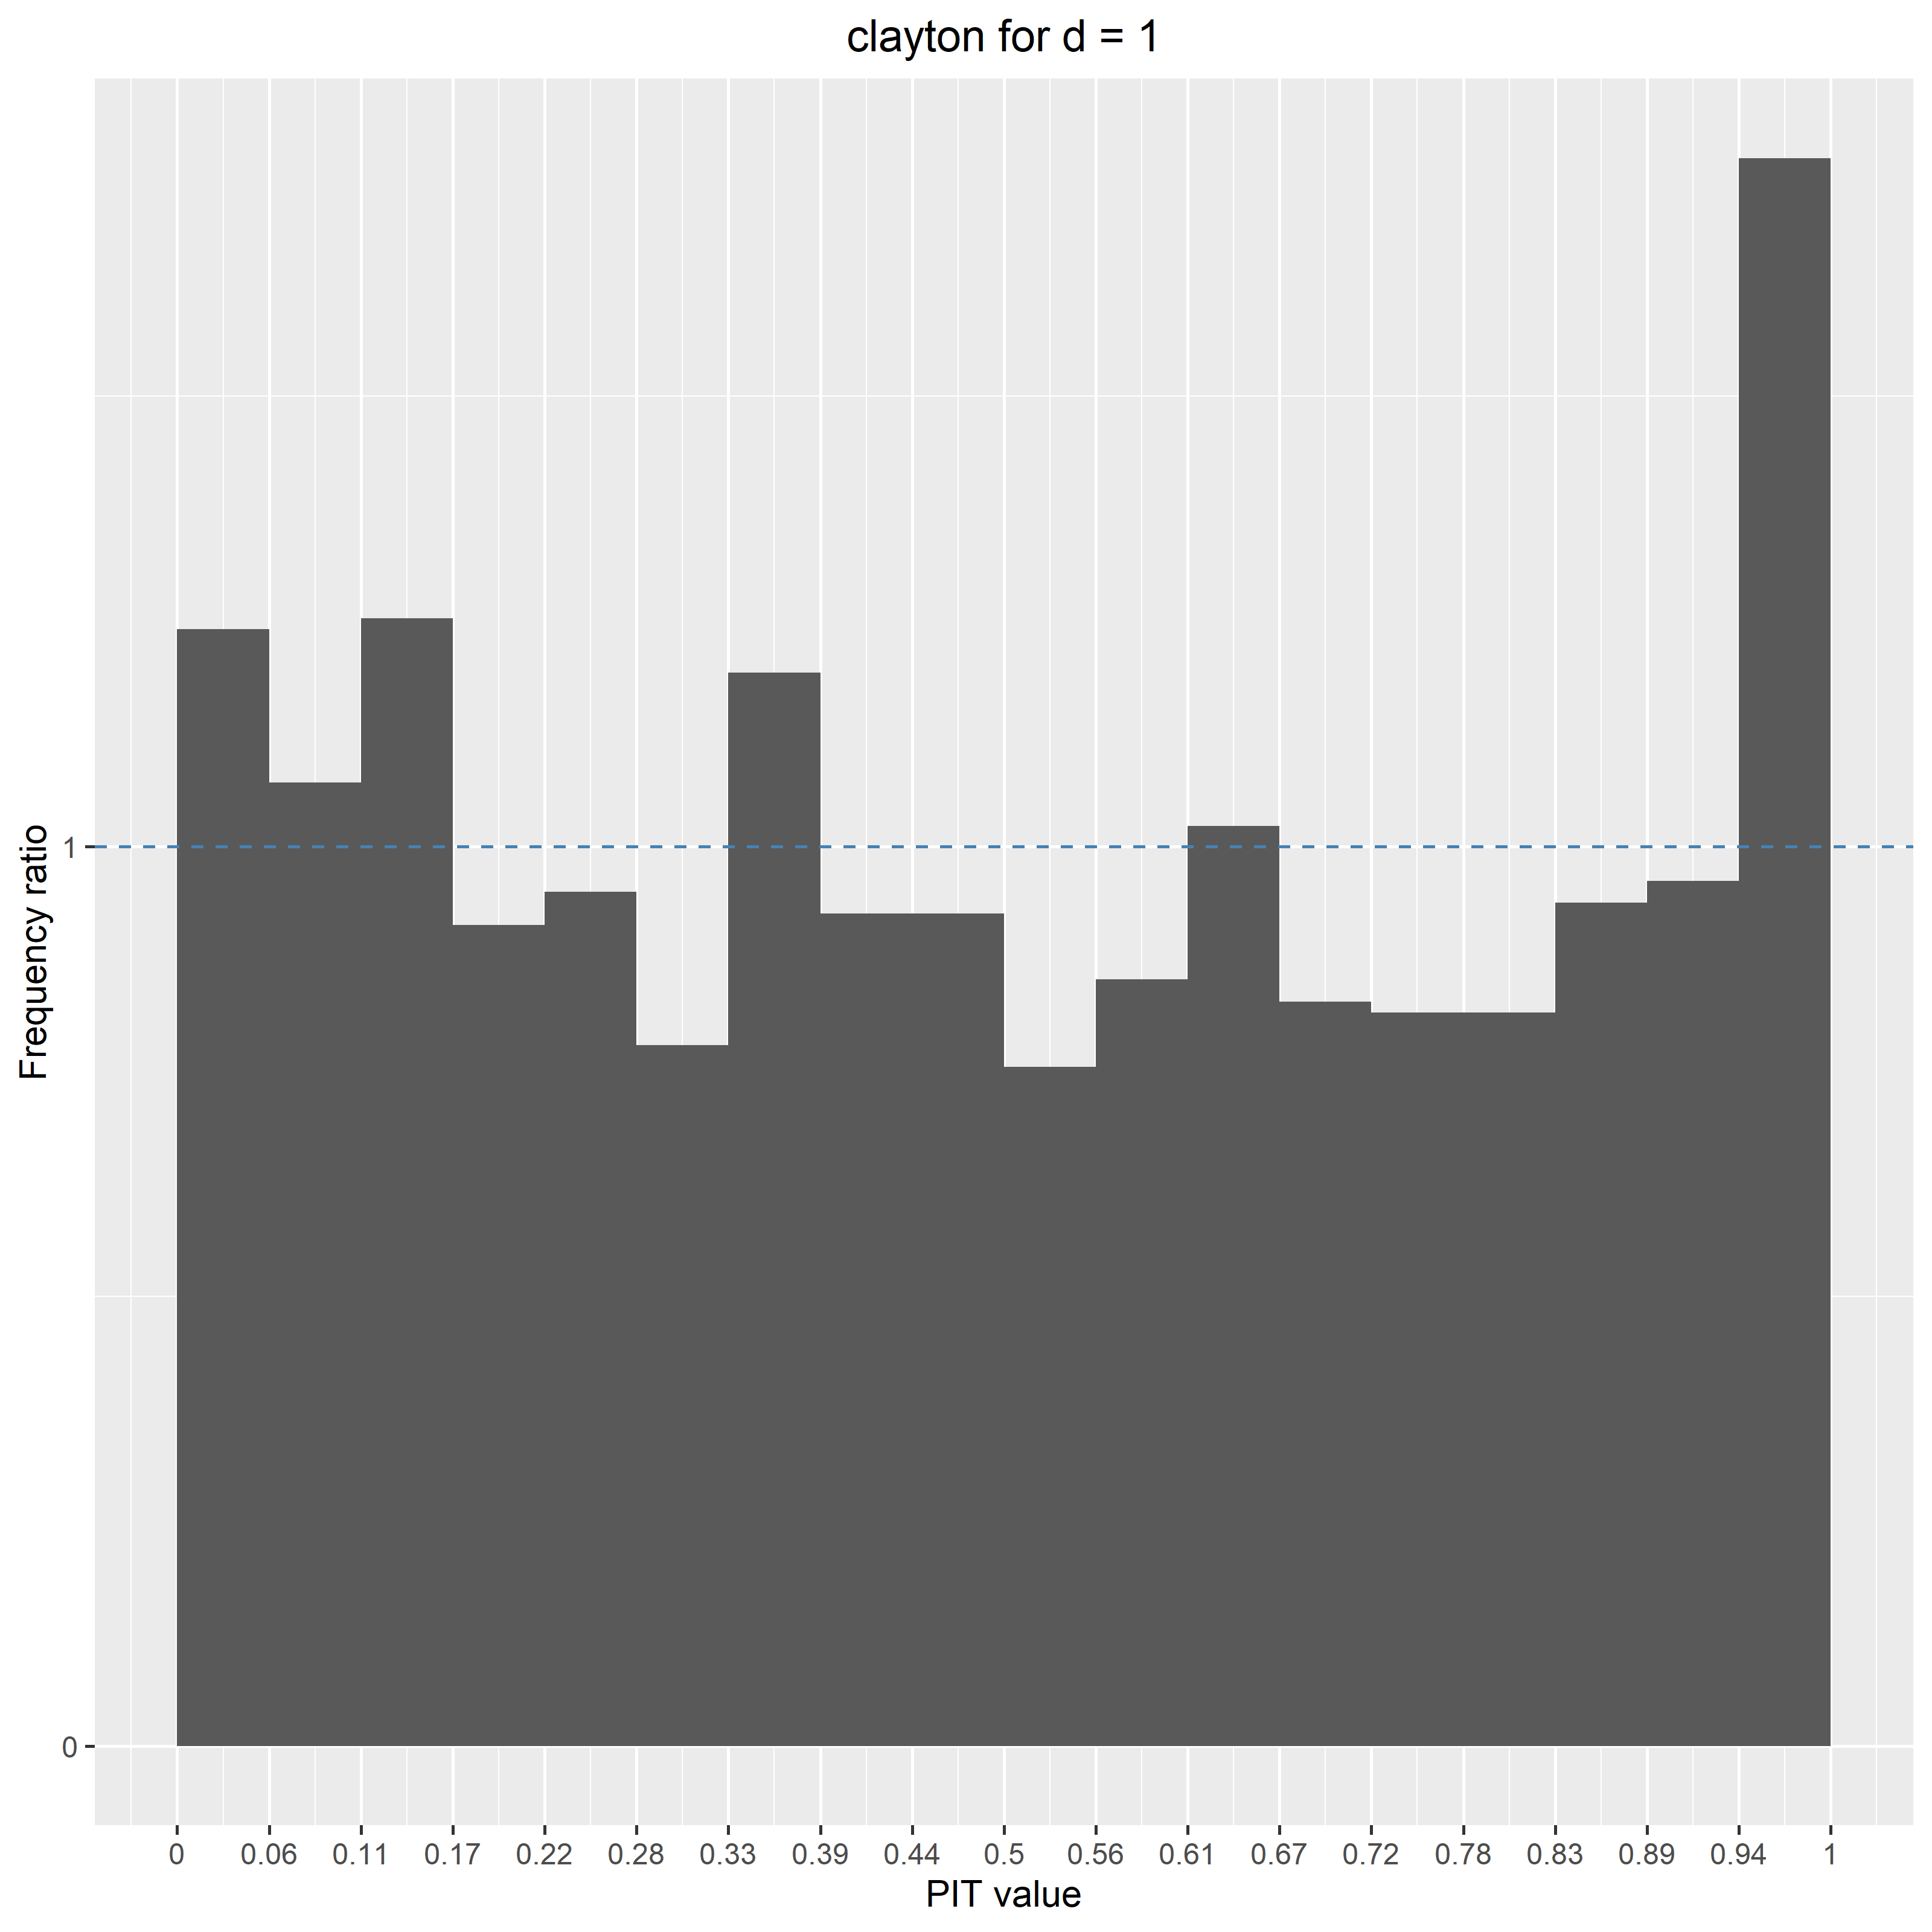 clayton for d = 1
Frequency ratio
1
0
0 0.06 0.11 0.17 0.22 0.28 0.33 0.39 0.44 0.5 0.56 0.61 0.67 0.72 0.78 0.83 0.89 0.94 1
PIT value